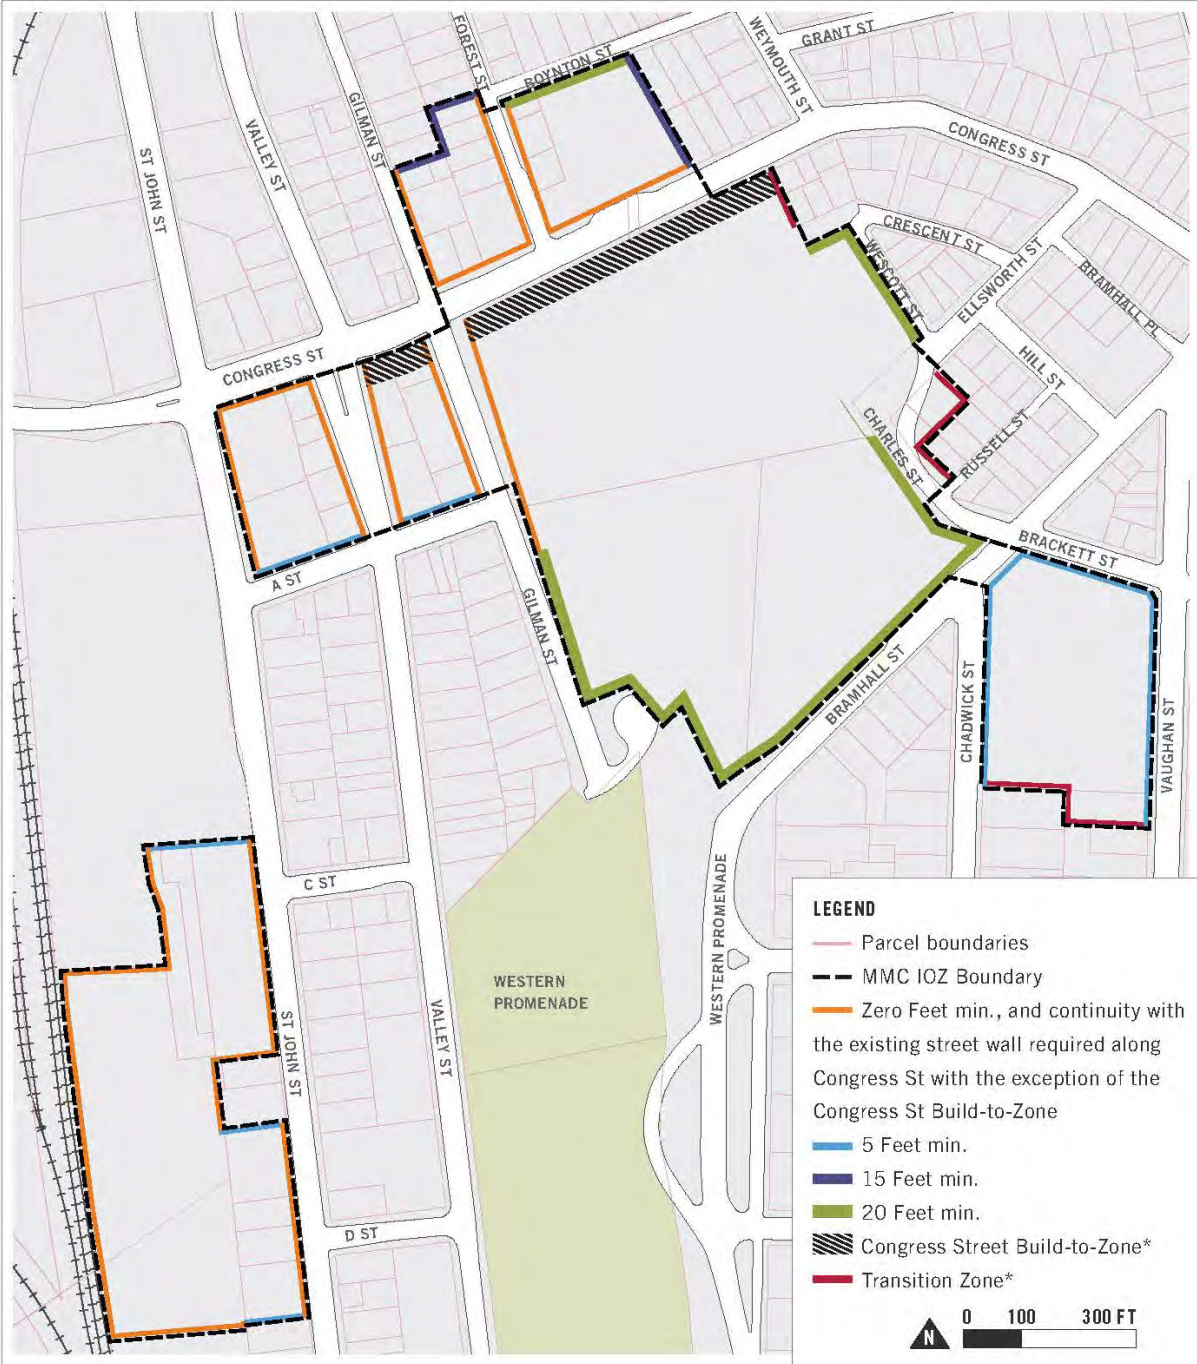 FOREST ST
BOYNTON ST
WEYMOUTH ST
GRANT ST
GILMAN ST
VALLEY ST
ST JOHN ST
CONGRESS ST
CRESCENT ST
WESCOTT ST
ELLSWORTH ST
BRAMHALL PL
HILL ST
CONGRESS ST
CHARLES ST
RUSSELL ST
BRACKETT ST
A ST
GILMAN ST
BRAMHALL ST
CHADWICK ST
VAUGHAN ST
C ST
WESTERN PROMENADE
WESTERN
PROMENADE
VALLEY ST
ST JOHN ST
D ST
LEGEND
Parcel boundaries
MMC IOZ Boundary
Zero Feet min., and continuity with
the existing street wall required along
Congress St with the exception of the
Congress St Build-to-Zone
5 Feet min.
15 Feet min.
20 Feet min.
Congress Street Build-to-Zone*
Transition Zone*
N
0 100 300 FT